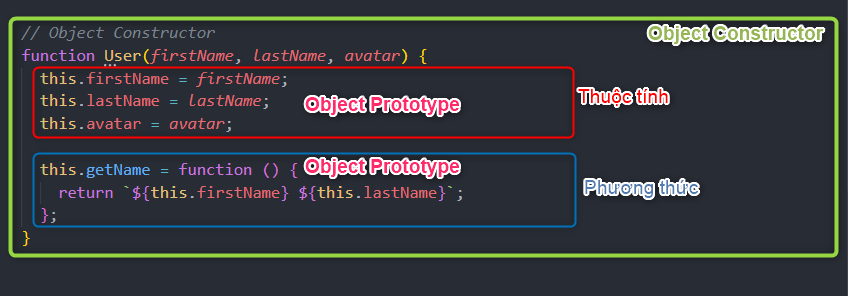 // Object Constructor
Object Constructor
function User(firstName, lastName, avatar) {
this.firstName = firstName;
this.lastName = lastName;
this.avatar = avatar;
Object Prototype
Thuộc tính
this.getName = function () {
Object Prototype
return `${this.firstName} ${this.lastName}`;
Phương thức
};
}